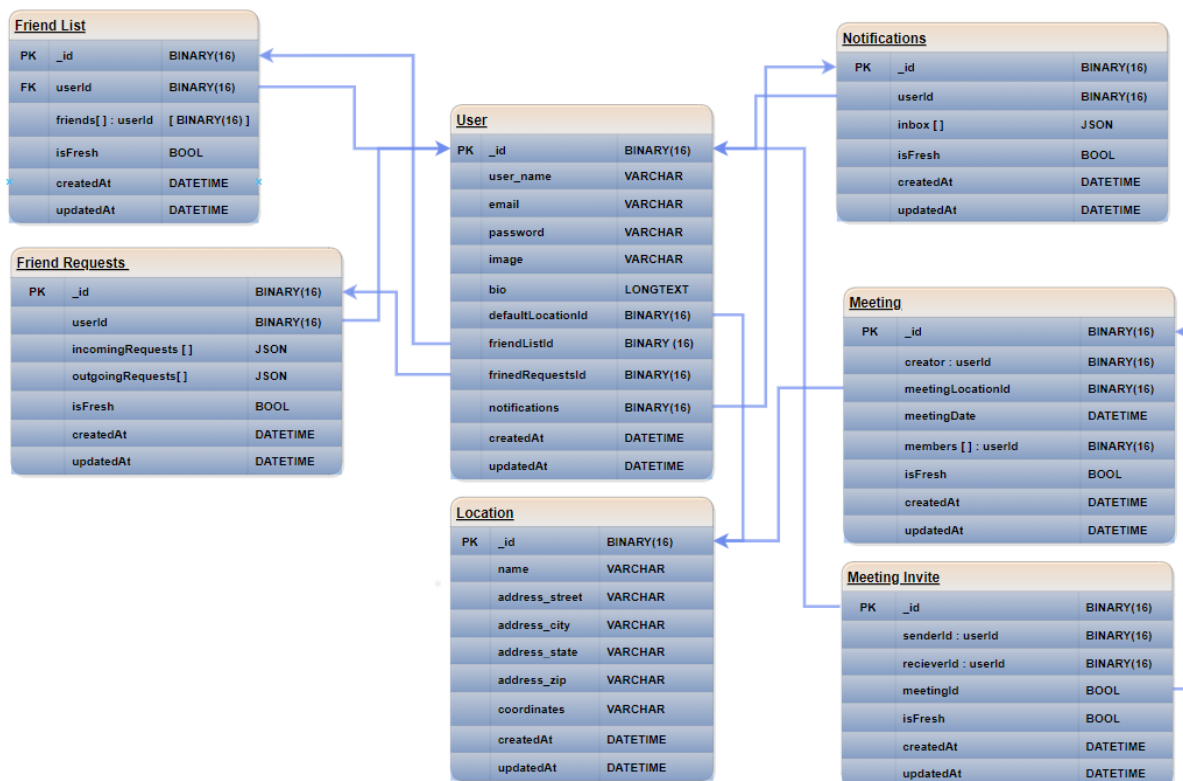 Friend List
PK _id BINARY(16)
FK userId BINARY(16)
friends[ ] : userId [ BINARY(16) ]
isFresh BOOL
createdAt DATETIME
updatedAt DATETIME
Friend Requests
PK _id BINARY(16)
userId BINARY(16)
incomingRequests [ ] JSON
outgoingRequests[ ] JSON
isFresh BOOL
createdAt DATETIME
updatedAt DATETIME
User
PK _id BINARY(16)
user_name VARCHAR
email VARCHAR
password VARCHAR
image VARCHAR
bio LONGTEXT
defaultLocationId BINARY(16)
friendListId BINARY (16)
frinedRequestsId BINARY(16)
notifications BINARY(16)
createdAt DATETIME
updatedAt DATETIME
Location
PK _id BINARY(16)
name VARCHAR
address_street VARCHAR
address_city VARCHAR
address_state VARCHAR
address_zip VARCHAR
coordinates VARCHAR
createdAt DATETIME
updatedAt DATETIME
Notifications
PK _id BINARY(16)
userId BINARY(16)
inbox [ ] JSON
isFresh BOOL
createdAt DATETIME
updatedAt DATETIME
Meeting
PK _id BINARY(16)
creator : userId BINARY(16)
meetingLocationId BINARY(16)
meetingDate DATETIME
members [ ] : userId BINARY(16)
isFresh BOOL
createdAt DATETIME
updatedAt DATETIME
Meeting Invite
PK _id BINARY(16)
senderId : userId BINARY(16)
recieverId : userId BINARY(16)
meetingId BOOL
isFresh BOOL
createdAt DATETIME
updatedAt DATETIME